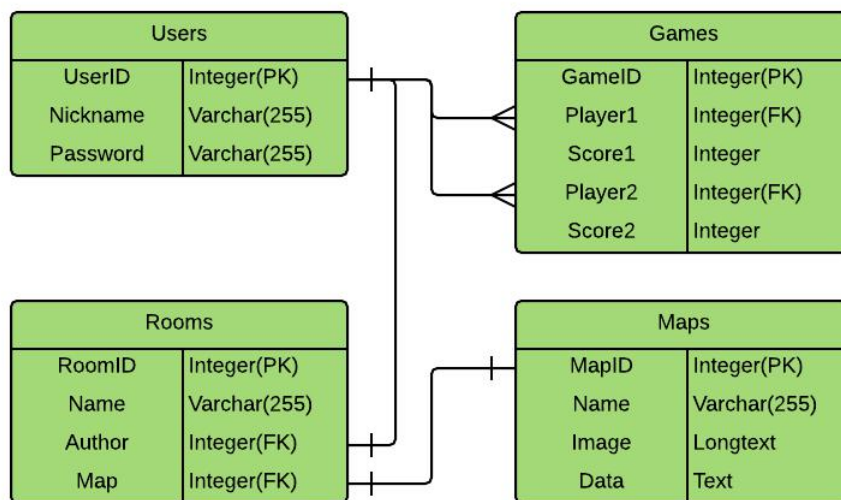 Users
UserID Integer(PK)
Nickname Varchar(255)
Password Varchar(255)
Games
GameID Integer(PK)
Player1 Integer(FK)
Score1 Integer
Player2 Integer(FK)
Score2 Integer
Rooms
RoomID Integer(PK)
Name Varchar(255)
Author Integer(FK)
Map Integer(FK)
Maps
MapID Integer(PK)
Name Varchar(255)
Image Longtext
Data Text